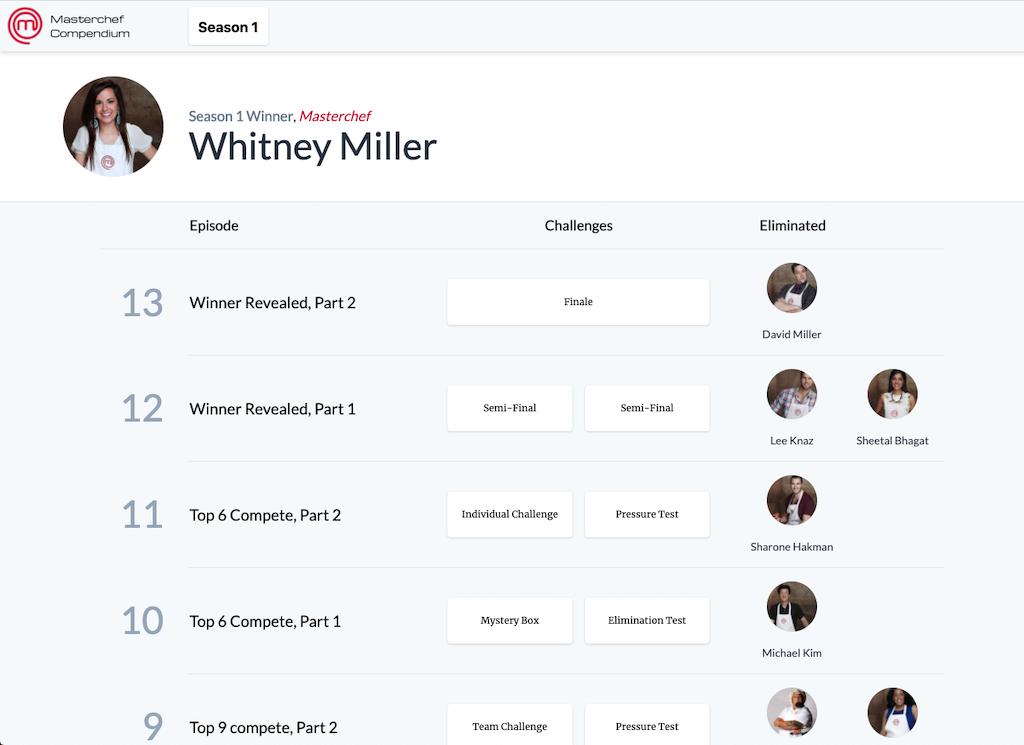 Masterchef
Compendium
Season 1
Season 1 Winner, Masterchef
Whitney Miller
Episode Challenges Eliminated
13 Winner Revealed, Part 2 Finale
David Miller
12 Winner Revealed, Part 1 Semi-Final Semi-Final
Lee Knaz Sheetal Bhagat
11 Top 6 Compete, Part 2 Individual Challenge Pressure Test
Sharone Hakman
10 Top 6 Compete, Part 1 Mystery Box Elimination Test
Michael Kim
9 Top 9 compete, Part 2 Team Challenge Pressure Test